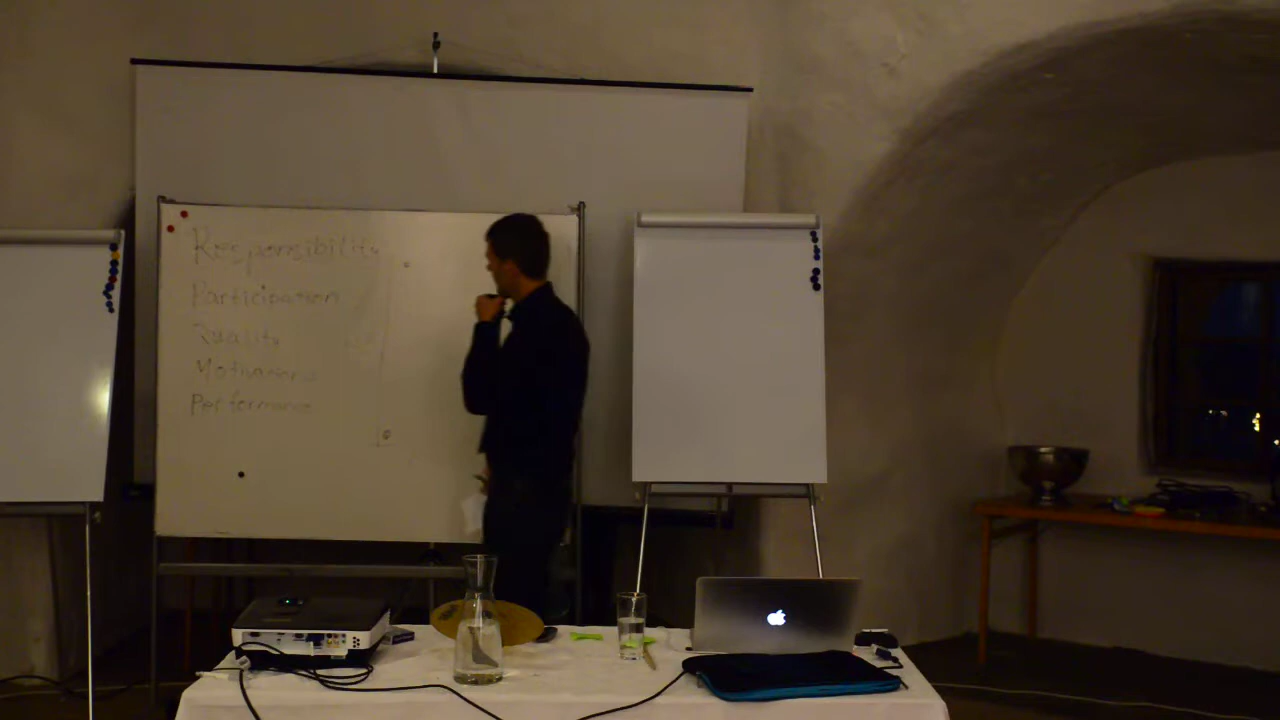 Responsibility
Participation
Quality
Motivation
Performance